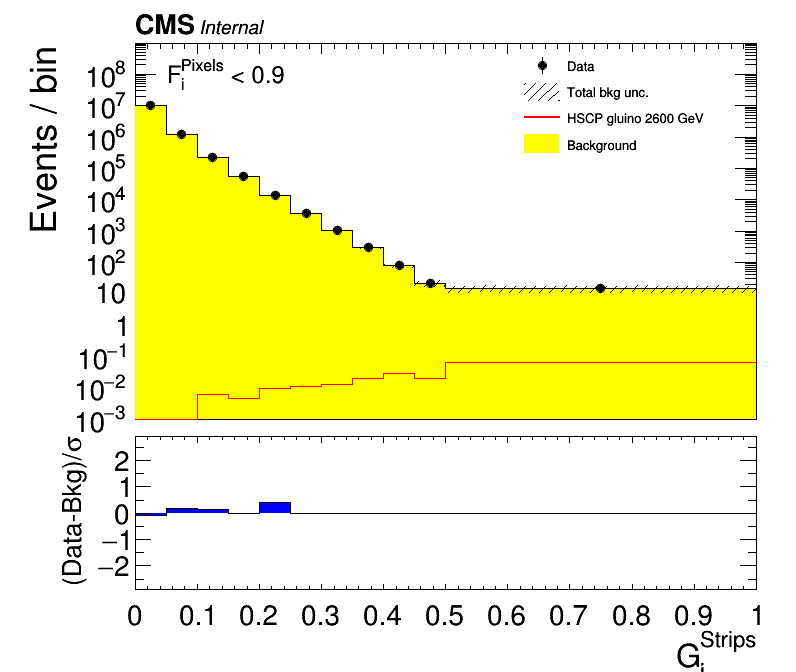 CMS Internal
F_i^Pixels < 0.9
Data
Total bkg unc.
HSCP gluino 2600 GeV
Background
Events / bin
10^8
10^7
10^6
10^5
10^4
10^3
10^2
10
1
10^−1
10^−2
10^−3
(Data-Bkg)/σ
2
1
0
−1
−2
0 0.1 0.2 0.3 0.4 0.5 0.6 0.7 0.8 0.9 1
G_i^Strips